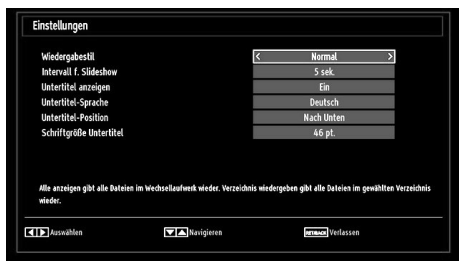 Einstellungen
Wiedergabestil < Normal >
Intervall f. Slideshow 5 sek.
Untertitel anzeigen Ein
Untertitel-Sprache Deutsch
Untertitel-Position Nach Unten
Schriftgröße Untertitel 46 pt.
Alle anzeigen gibt alle Dateien im Wechsellaufwerk wieder. Verzeichnis wiedergeben gibt alle Dateien im gewählten Verzeichnis
wieder.
Auswählen Navigieren RET/BACK Verlassen